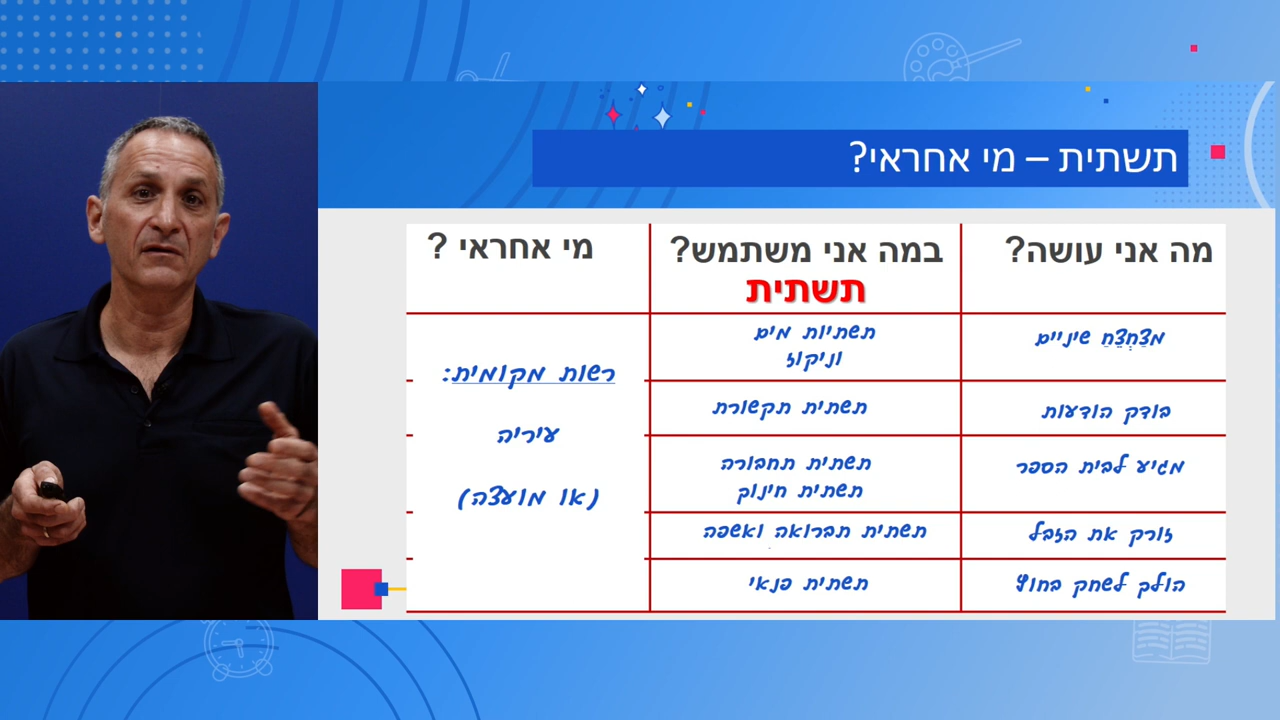 תשתית – מי אחראי?
מה אני עושה?
במה אני משתמש?
תשתית
מי אחראי ?
מצַחְצֵחַ שיניים
תשתיות מים
וניקוז
רשות מקומית:
עיריה
(או מועצה)
בודק הודעות
תשתית תקשורת
מגיע לבית הספר
תשתית תחבורה
תשתית חינוך
זורק את הזבל
תשתית תברואה ואשפה
הולך לשחק בחוץ
תשתית פנאי